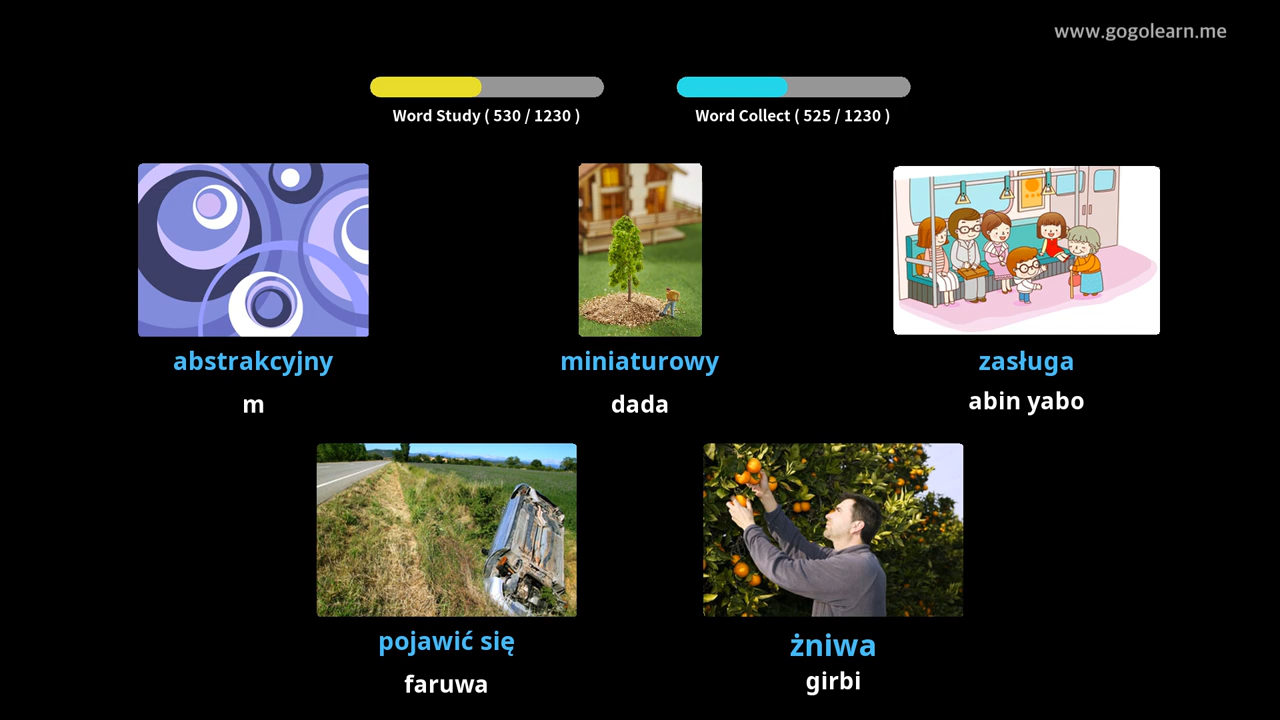 www.gogolearn.me
Word Study ( 530 / 1230 )
Word Collect ( 525 / 1230 )
abstrakcyjny
m
miniaturowy
dada
zasługa
abin yabo
pojawić się
faruwa
żniwa
girbi